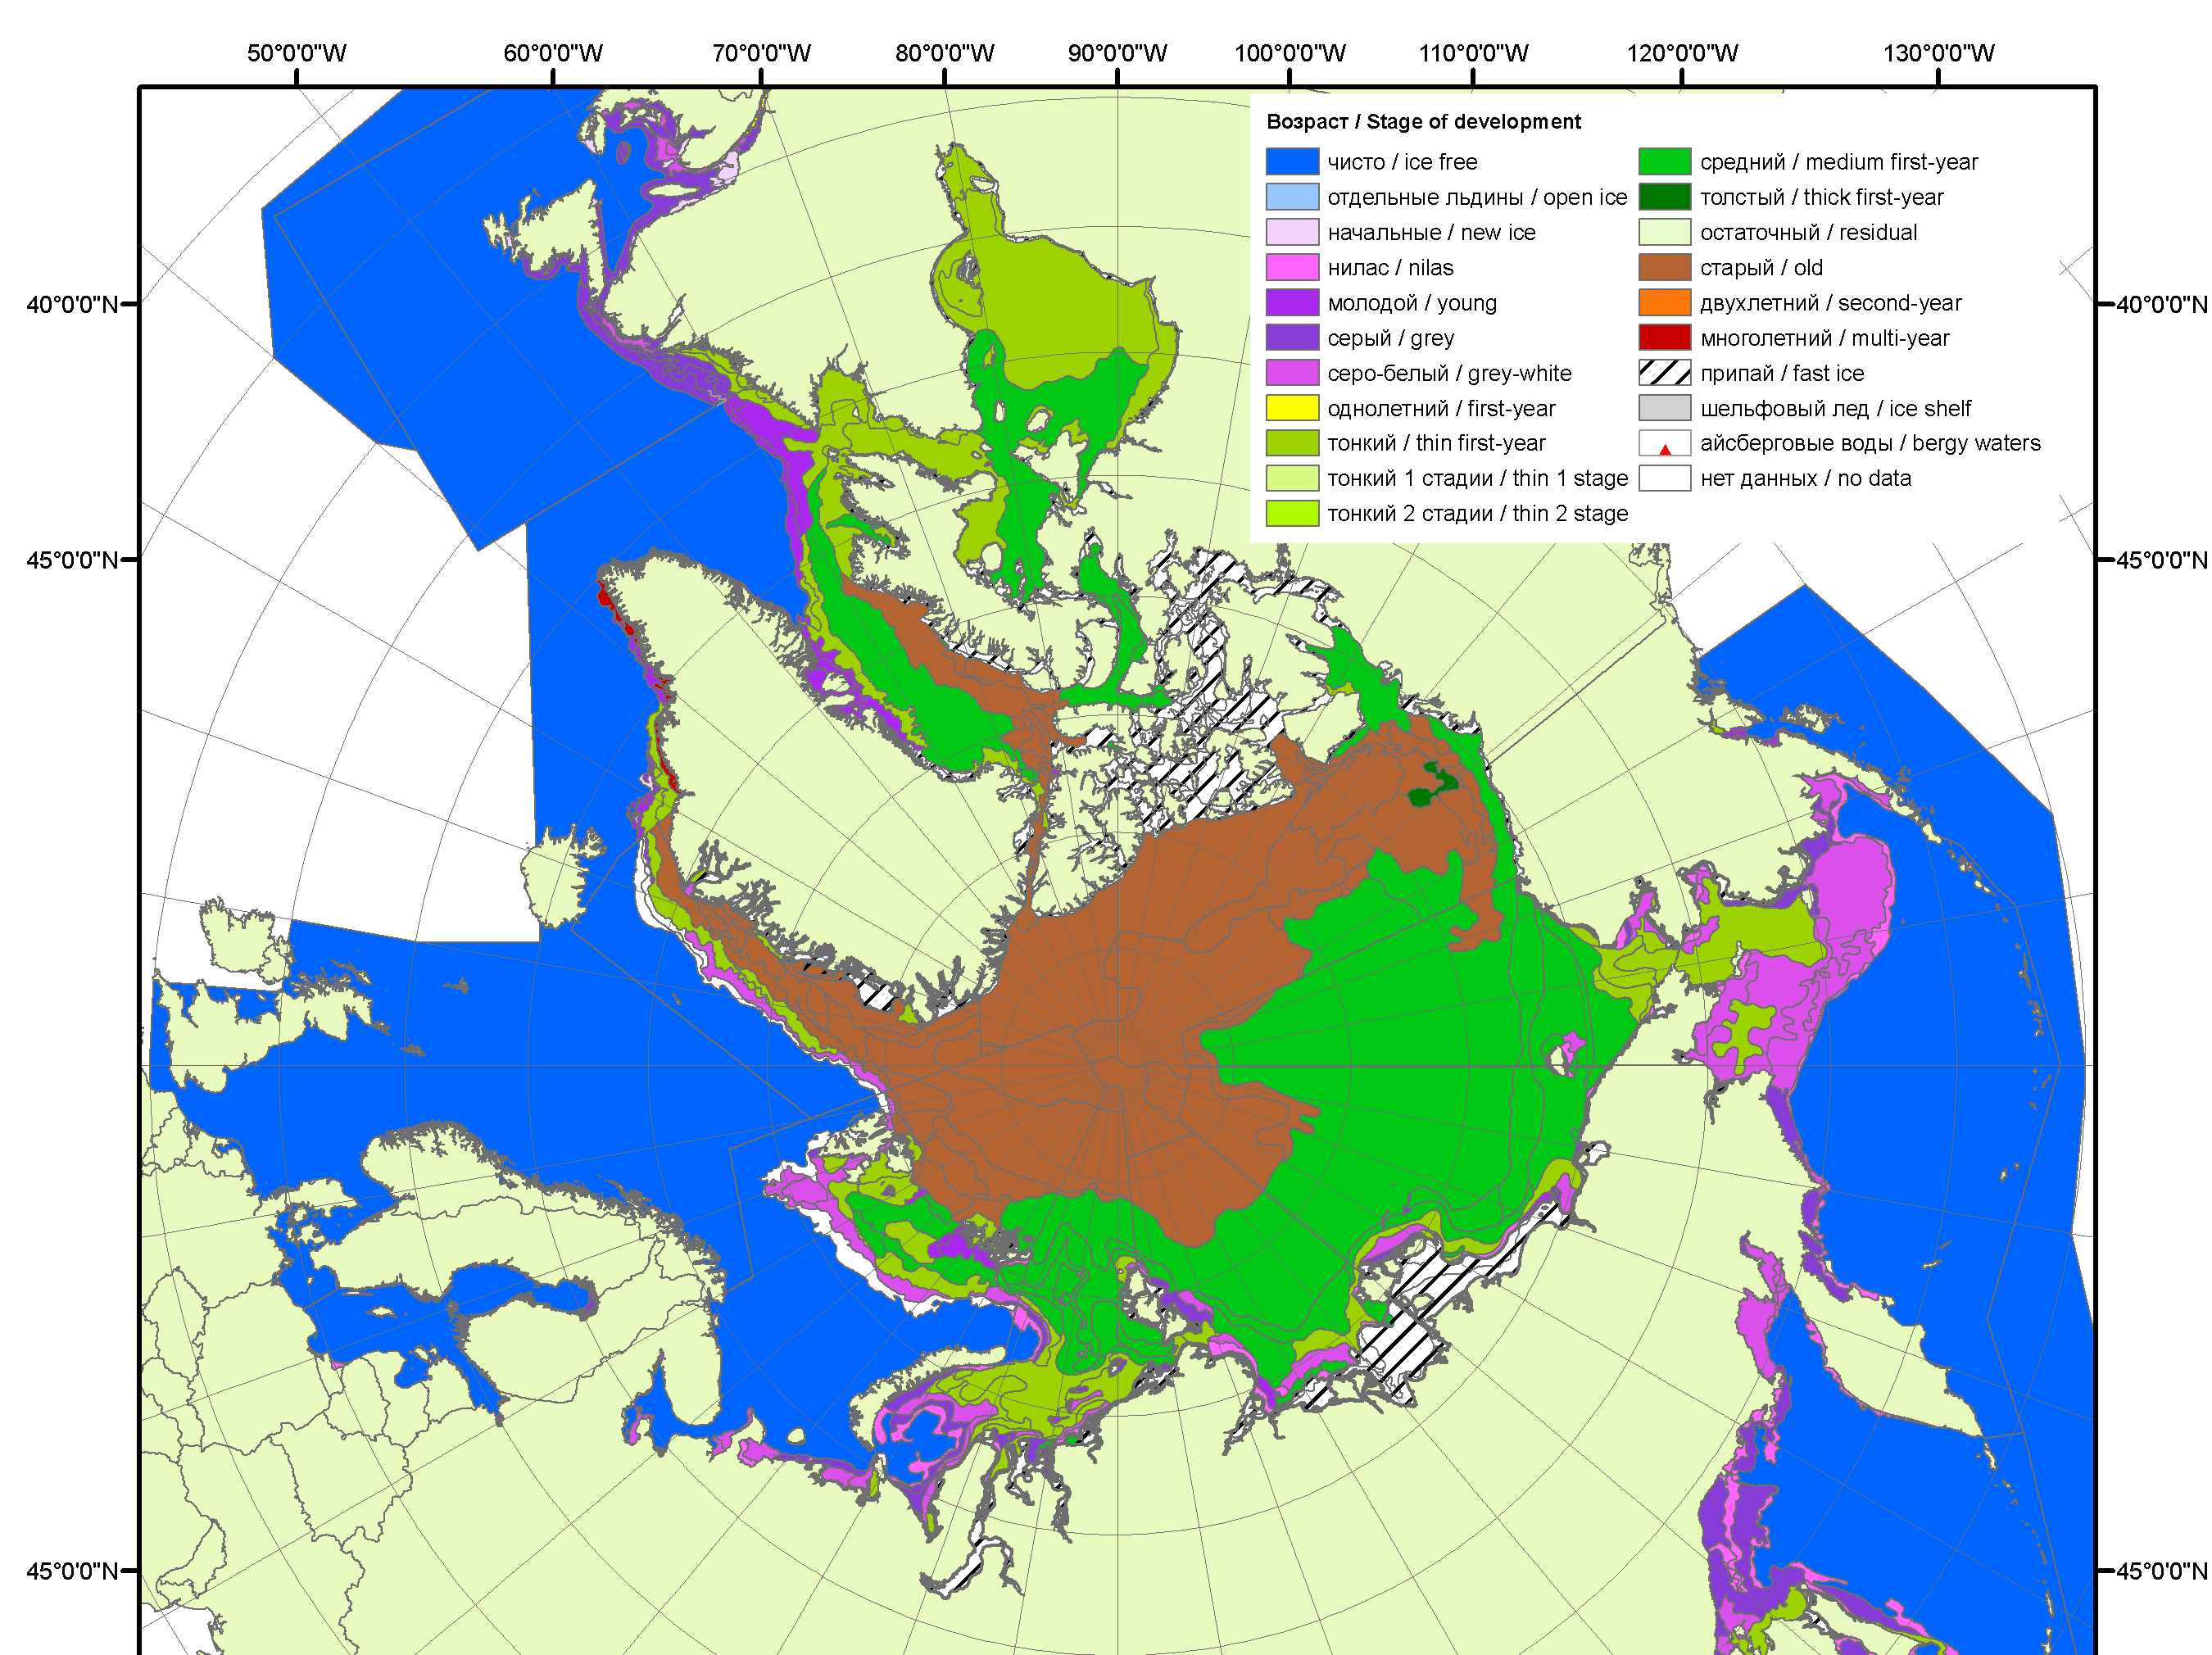 50°0'0"W 60°0'0"W 70°0'0"W 80°0'0"W 90°0'0"W 100°0'0"W 110°0'0"W 120°0'0"W 130°0'0"W
Возраст / Stage of development
чисто / ice free
отдельные льдины / open ice
начальные / new ice
нилас / nilas
молодой / young
серый / grey
серо-белый / grey-white
однолетний / first-year
тонкий / thin first-year
тонкий 1 стадии / thin 1 stage
тонкий 2 стадии / thin 2 stage
средний / medium first-year
толстый / thick first-year
остаточный / residual
старый / old
двухлетний / second-year
многолетний / multi-year
припай / fast ice
шельфовый лед / ice shelf
айсберговые воды / bergy waters
нет данных / no data
40°0'0"N 40°0'0"N
45°0'0"N 45°0'0"N
45°0'0"N 45°0'0"N